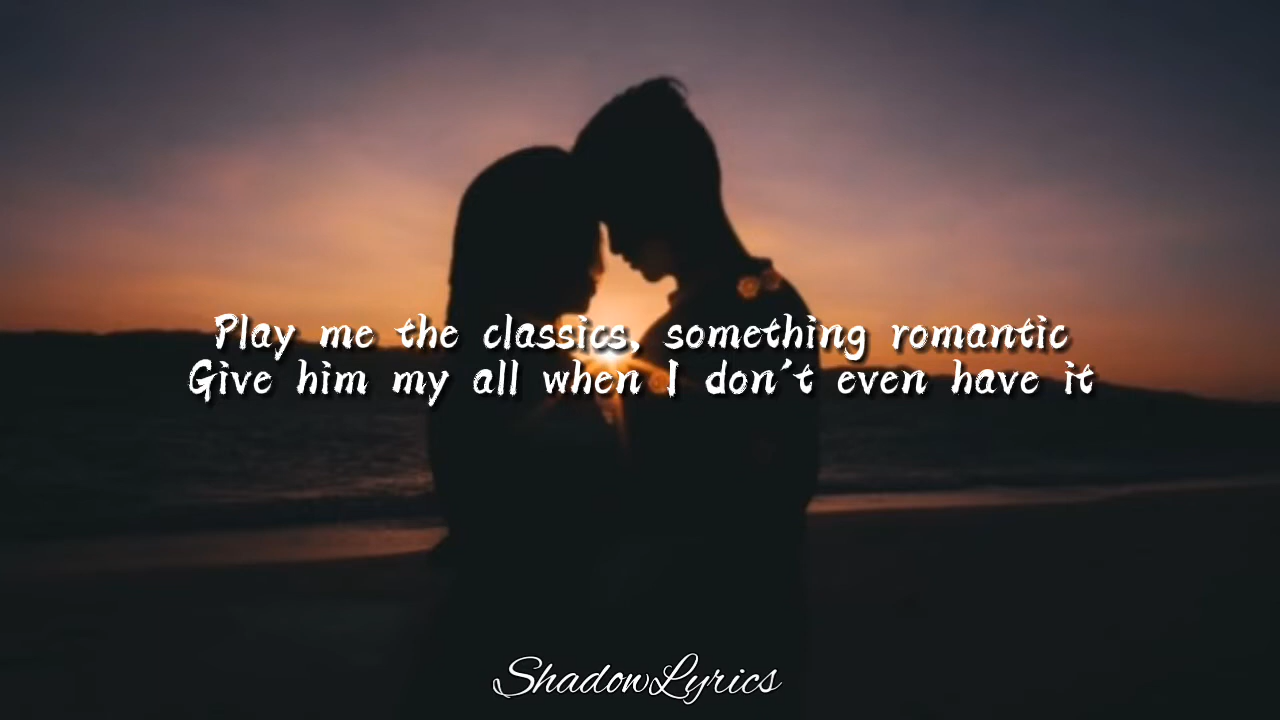 Play me the classics, something romantic
Give him my all when I don't even have it
ShadowLyrics